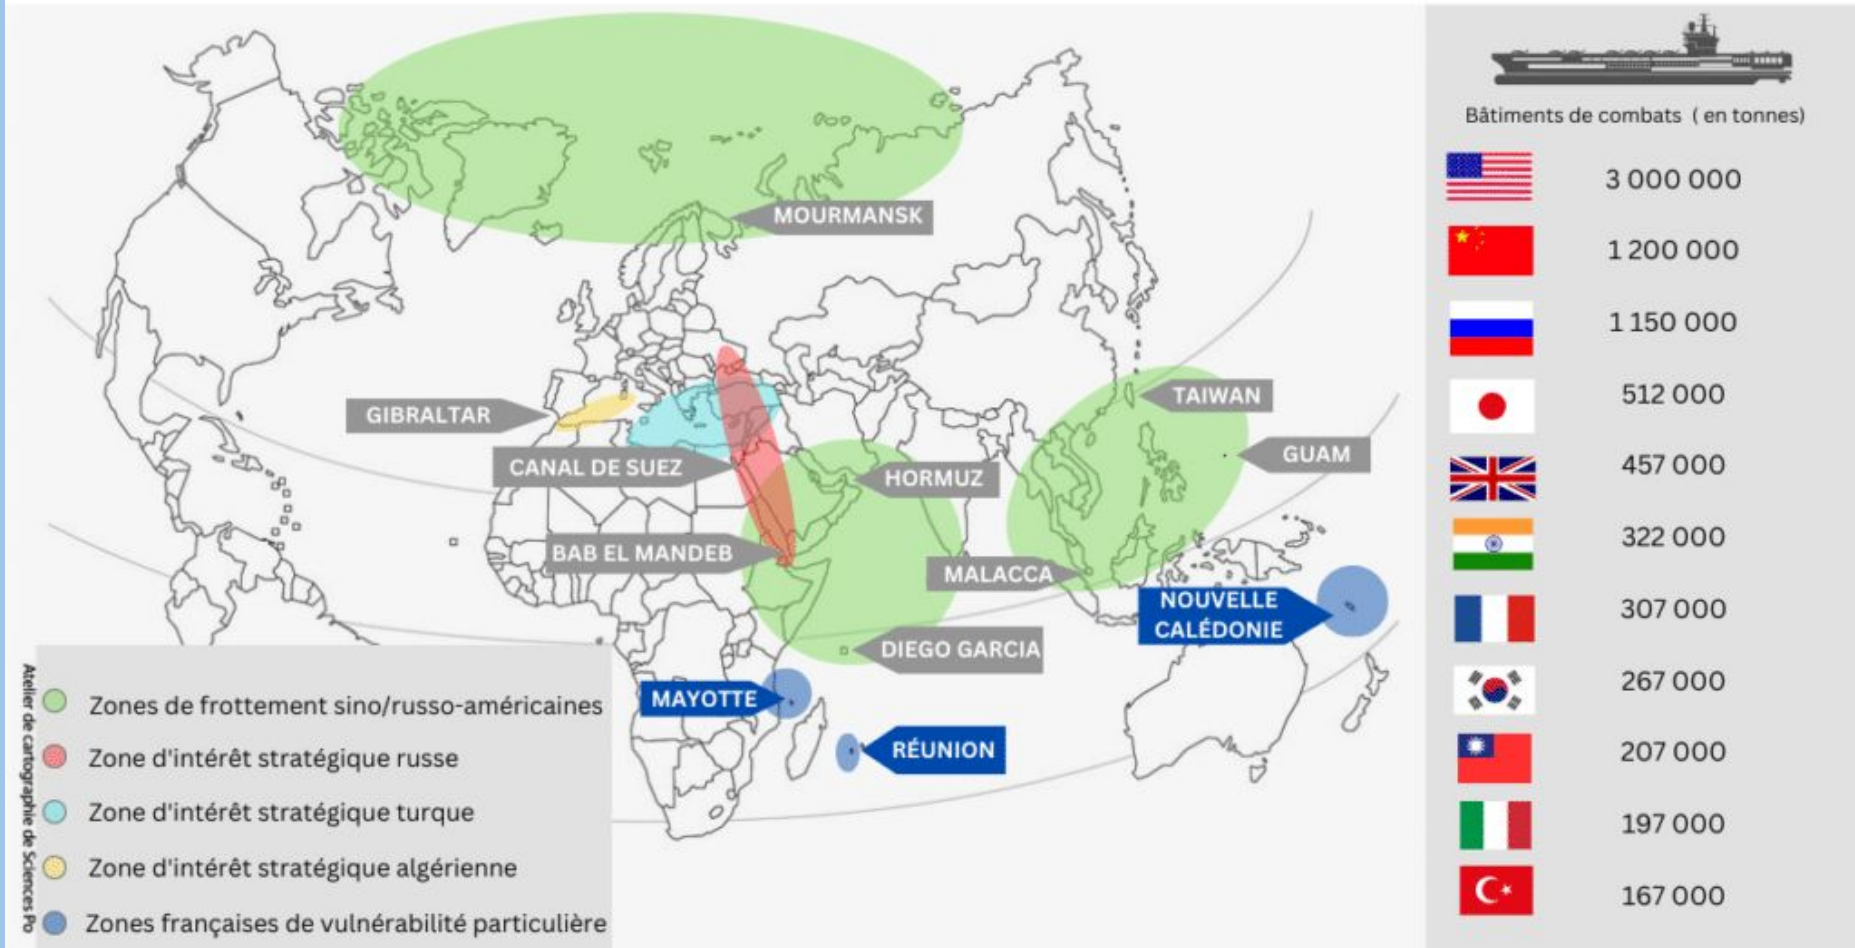 MOURMANSK
GIBRALTAR
TAIWAN
CANAL DE SUEZ
HORMUZ
GUAM
BAB EL MANDEB
MALACCA
NOUVELLE
CALÉDONIE
DIEGO GARCIA
MAYOTTE
RÉUNION
Zones de frottement sino/russo-américaines
Zone d'intérêt stratégique russe
Zone d'intérêt stratégique turque
Zone d'intérêt stratégique algérienne
Zones françaises de vulnérabilité particulière
Atelier de cartographie de Sciences Po
Bâtiments de combats ( en tonnes)
3 000 000
1 200 000
1 150 000
512 000
457 000
322 000
307 000
267 000
207 000
197 000
167 000